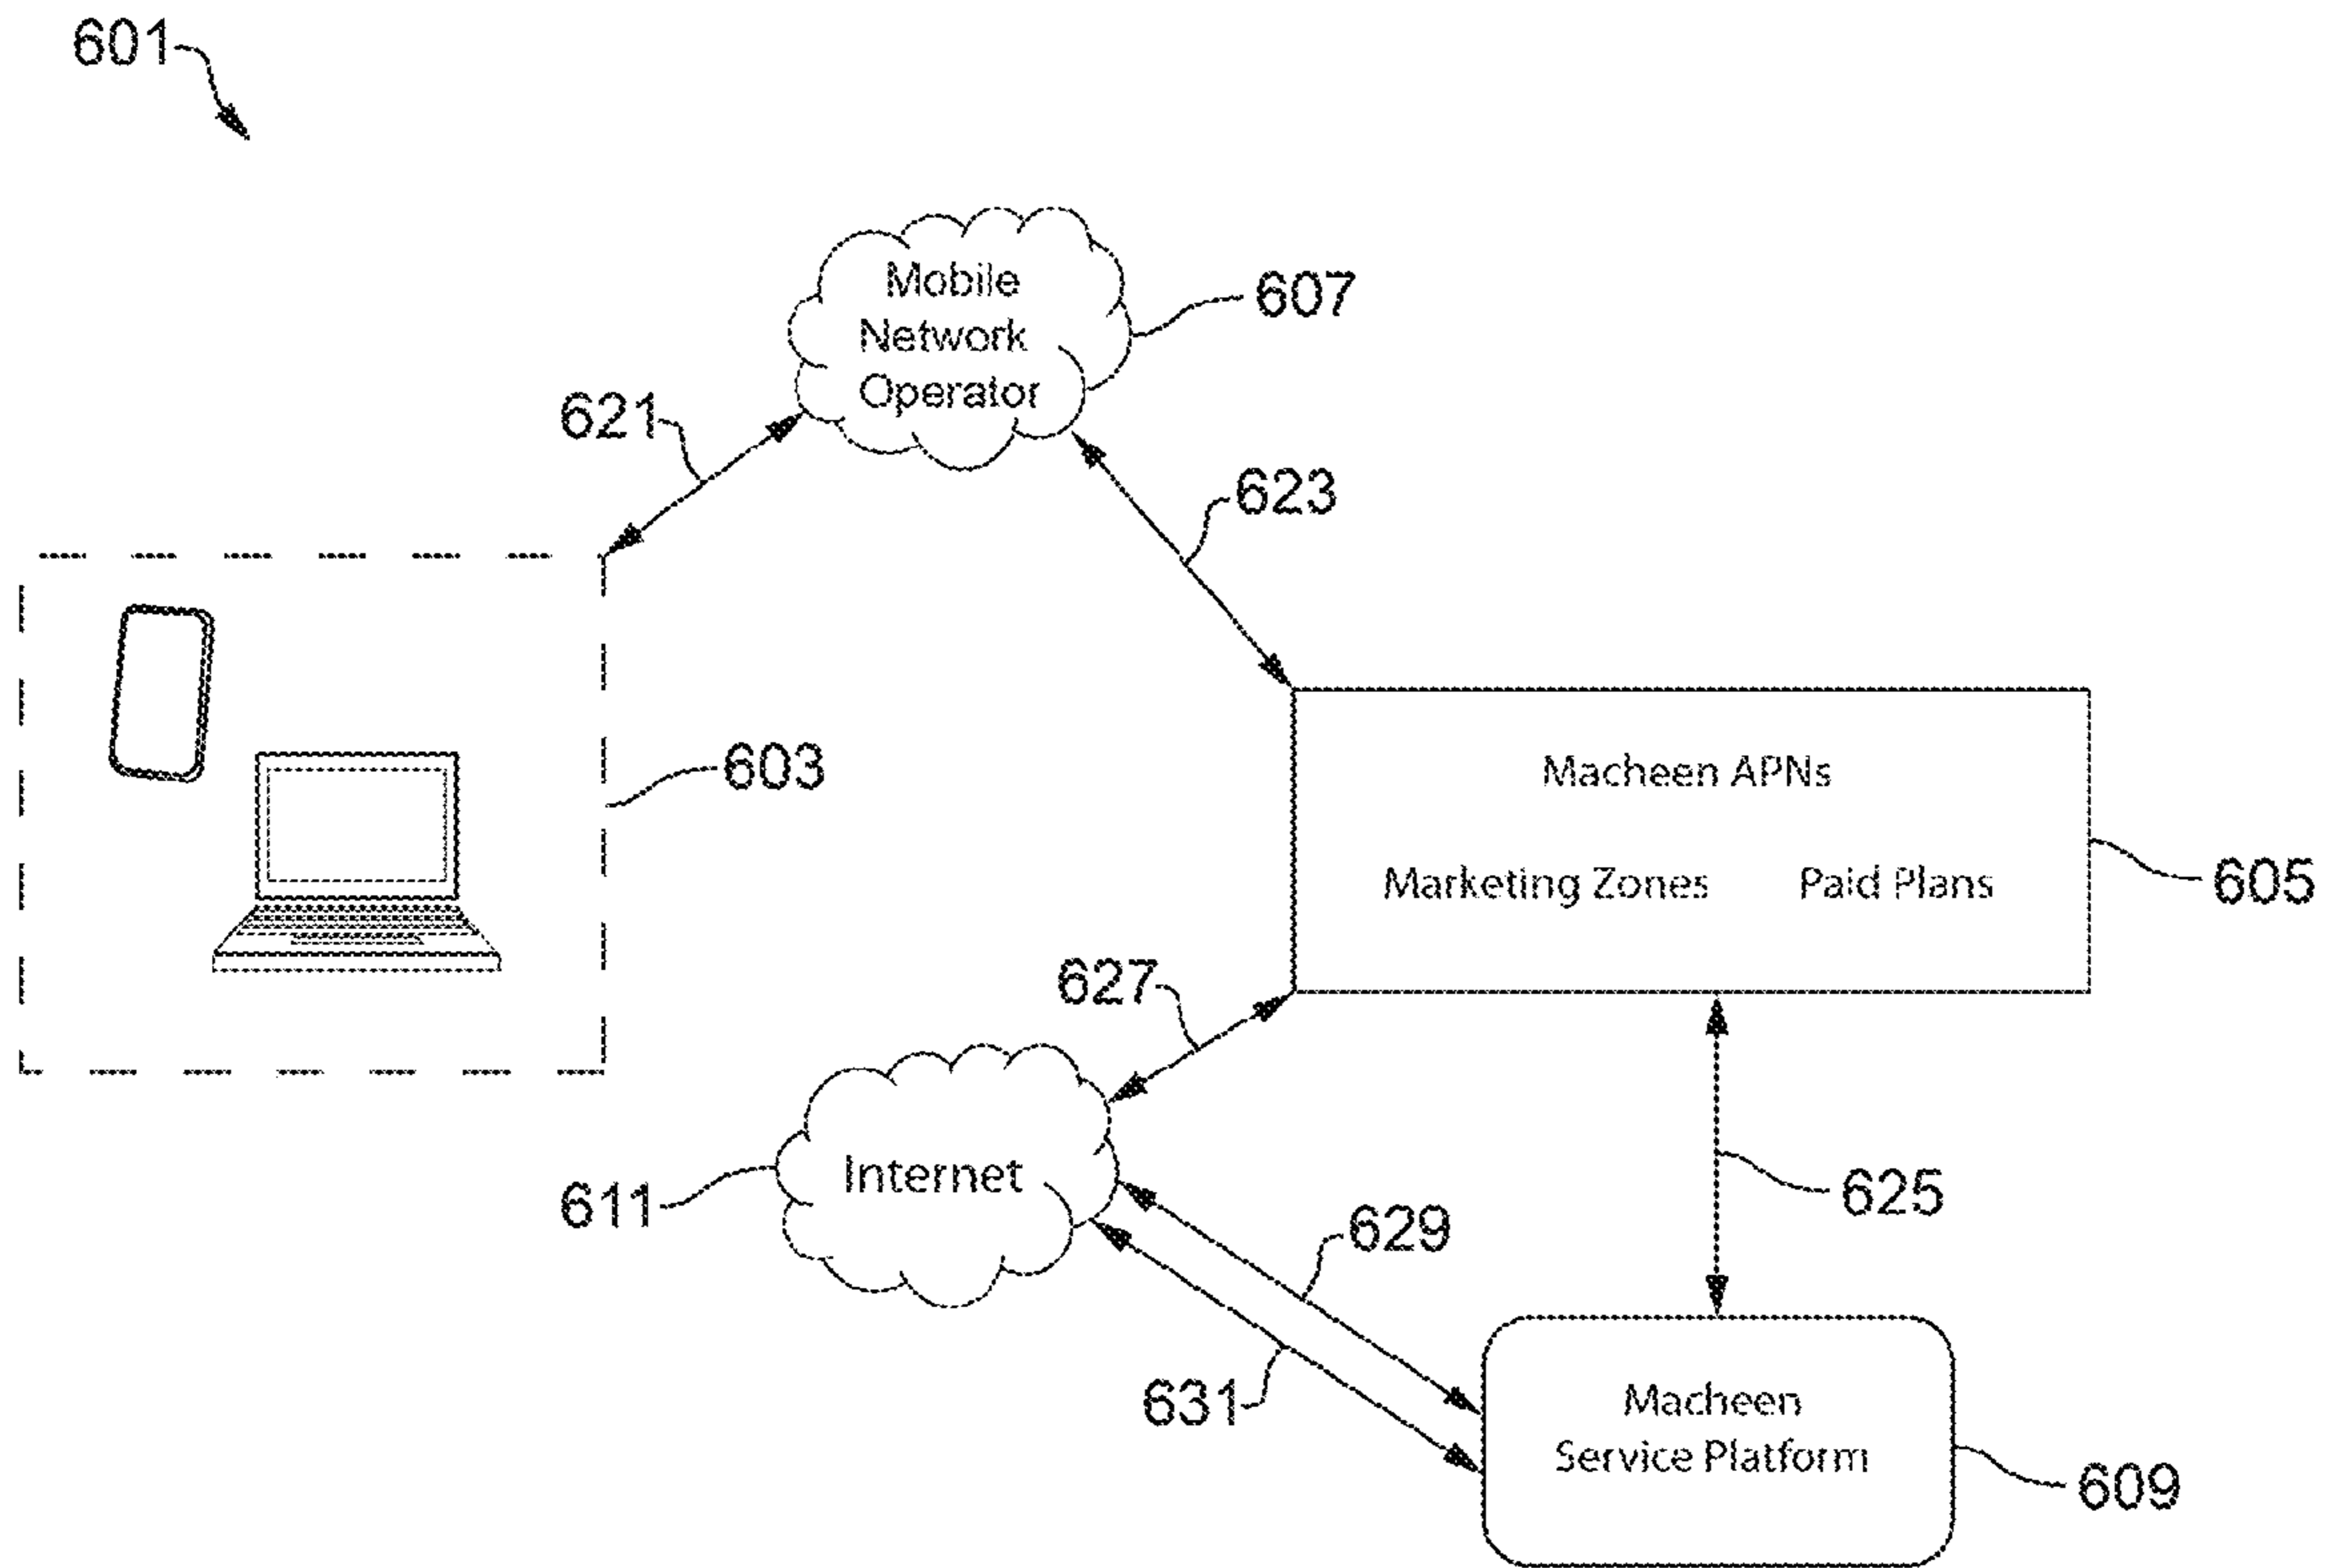 601
Mobile
Network
Operator
607
621
623
603
Macheen APNs
Marketing Zones Paid Plans
605
627
Internet
611
625
629
631
Macheen
Service Platform
609